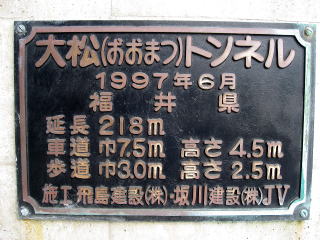 大松(おおまつ)トンネル
1997年6月
福井県
延長 218m
車道 巾7.5m 高さ 4.5m
歩道 巾3.0m 高さ 2.5m
施工 飛島建設(株)・坂川建設(株)JV